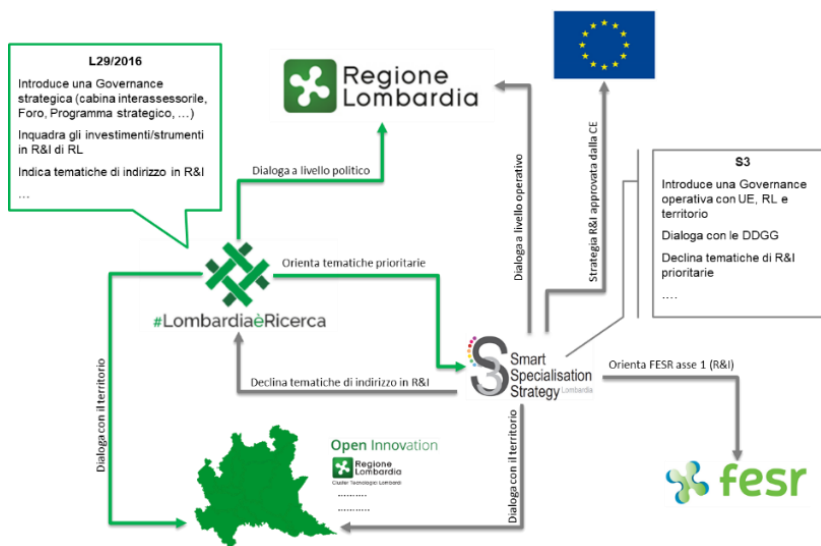 L29/2016
Introduce una Governance
strategica (cabina interassessorile,
Foro, Programma strategico, ...)
Inquadra gli investimenti/strumenti
in R&I di RL
Indica tematiche di indirizzo in R&I
...
Regione
Lombardia
Dialoga a livello politico
Dialoga a livello operativo
Strategia R&I approvata dalla CE
S3
Introduce una Governance
operativa con UE, RL e
territorio
Dialoga con le DDGG
Declina tematiche di R&I
prioritarie
....
Orienta tematiche prioritarie
#LombardiaèRicerca
Declina tematiche di indirizzo in R&I
S3
Smart
Specialisation
Strategy Lombardia
Orienta FESR asse 1 (R&I)
Dialoga con il territorio
Dialoga con il territorio
Open Innovation
Regione
Lombardia
Cluster Tecnologici Lombardi
..........
..........
fesr